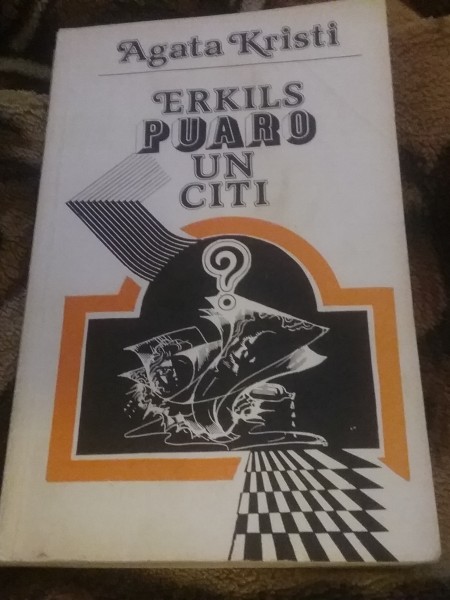 Agata Kristi
ERKILS
PUARO
UN
CITI
?